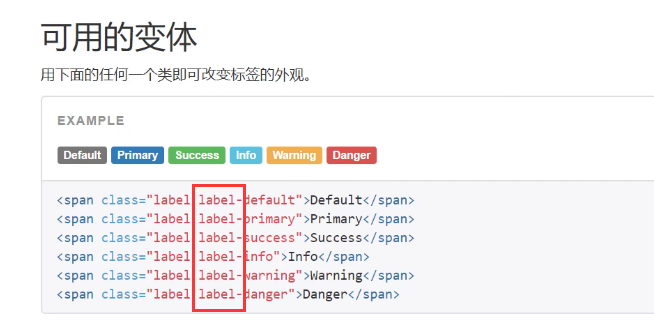 可用的变体
用下面的任何一个类即可改变标签的外观。
EXAMPLE
Default Primary Success Info Warning Danger
<span class="label label-default">Default</span>
<span class="label label-primary">Primary</span>
<span class="label label-success">Success</span>
<span class="label label-info">Info</span>
<span class="label label-warning">Warning</span>
<span class="label label-danger">Danger</span>